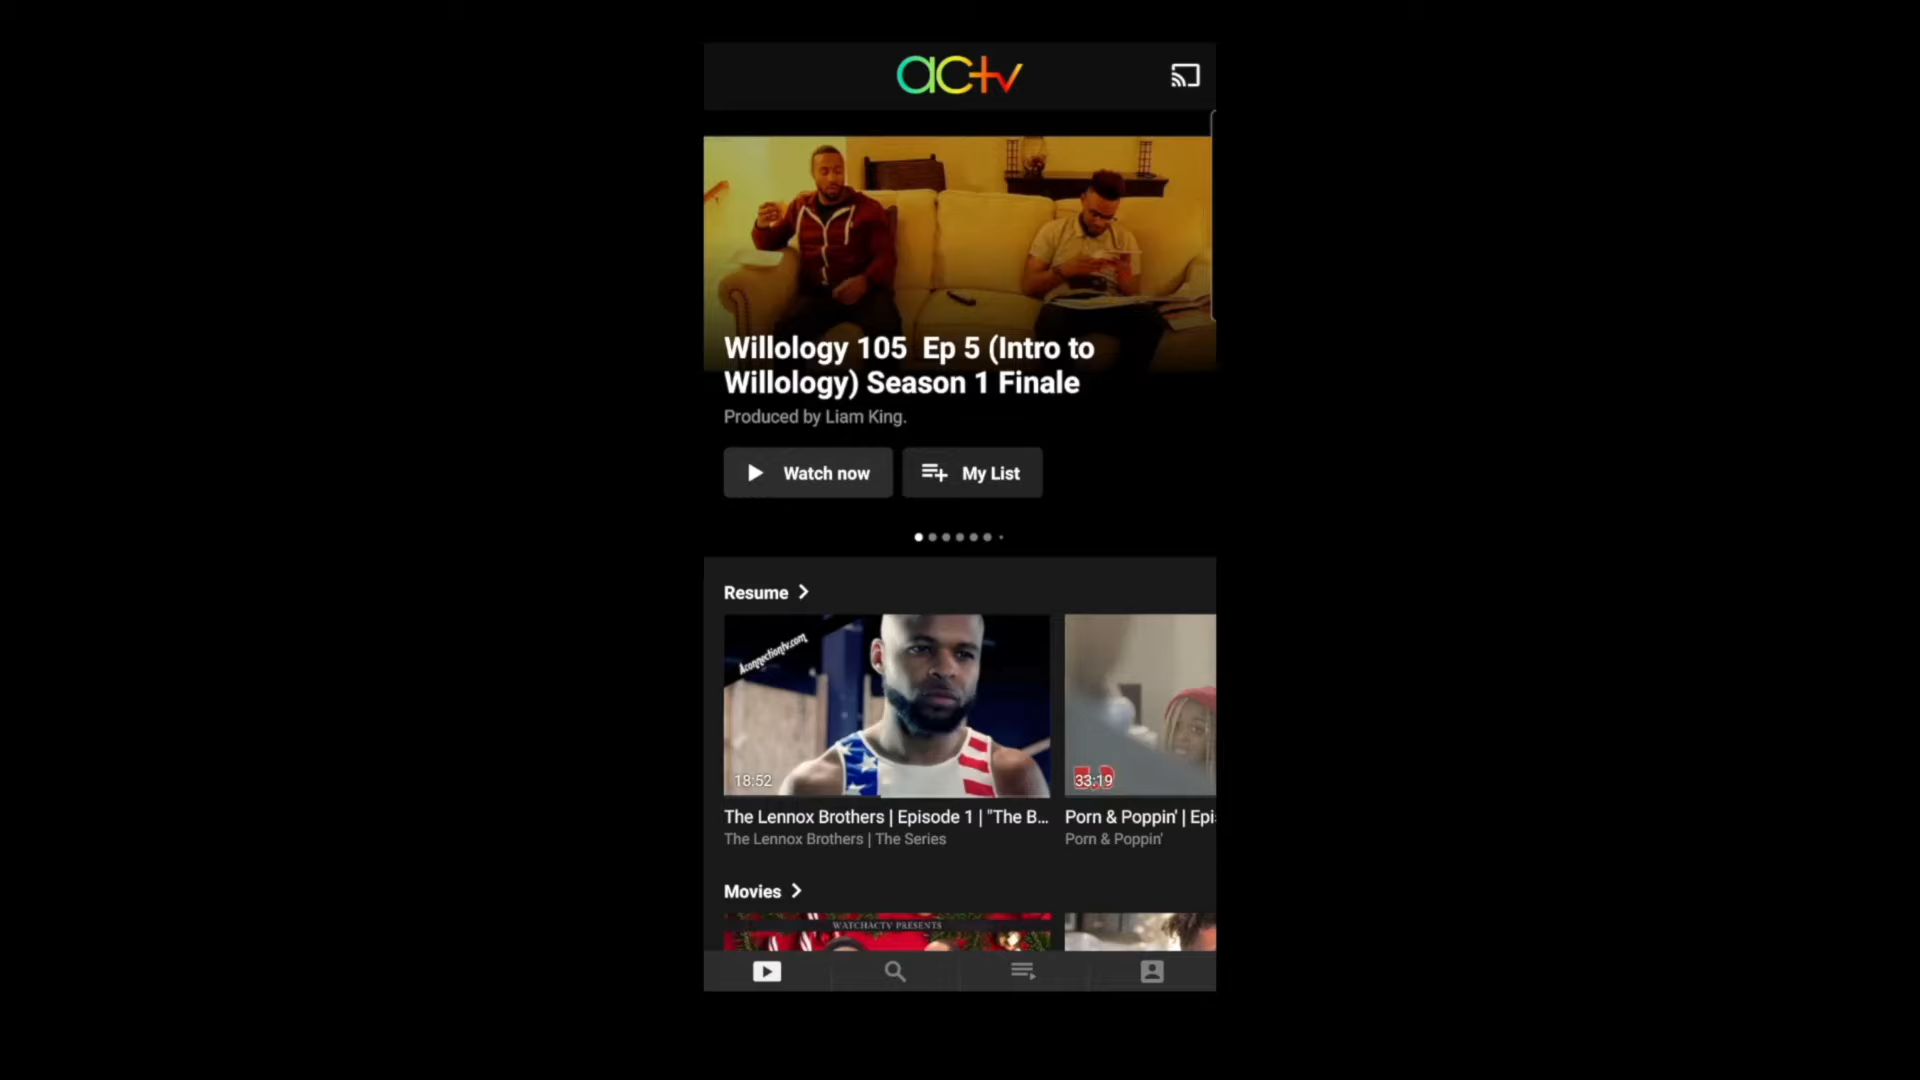 actv
Willology 105 Ep 5 (Intro to
Willology) Season 1 Finale
Produced by Liam King.
Watch now
My List
Resume
Aconnectiontv.com
18:52
33:19
The Lennox Brothers | Episode 1 | "The B...
The Lennox Brothers | The Series
Porn & Poppin' | Epi
Porn & Poppin'
Movies
WATCHACTV PRESENTS